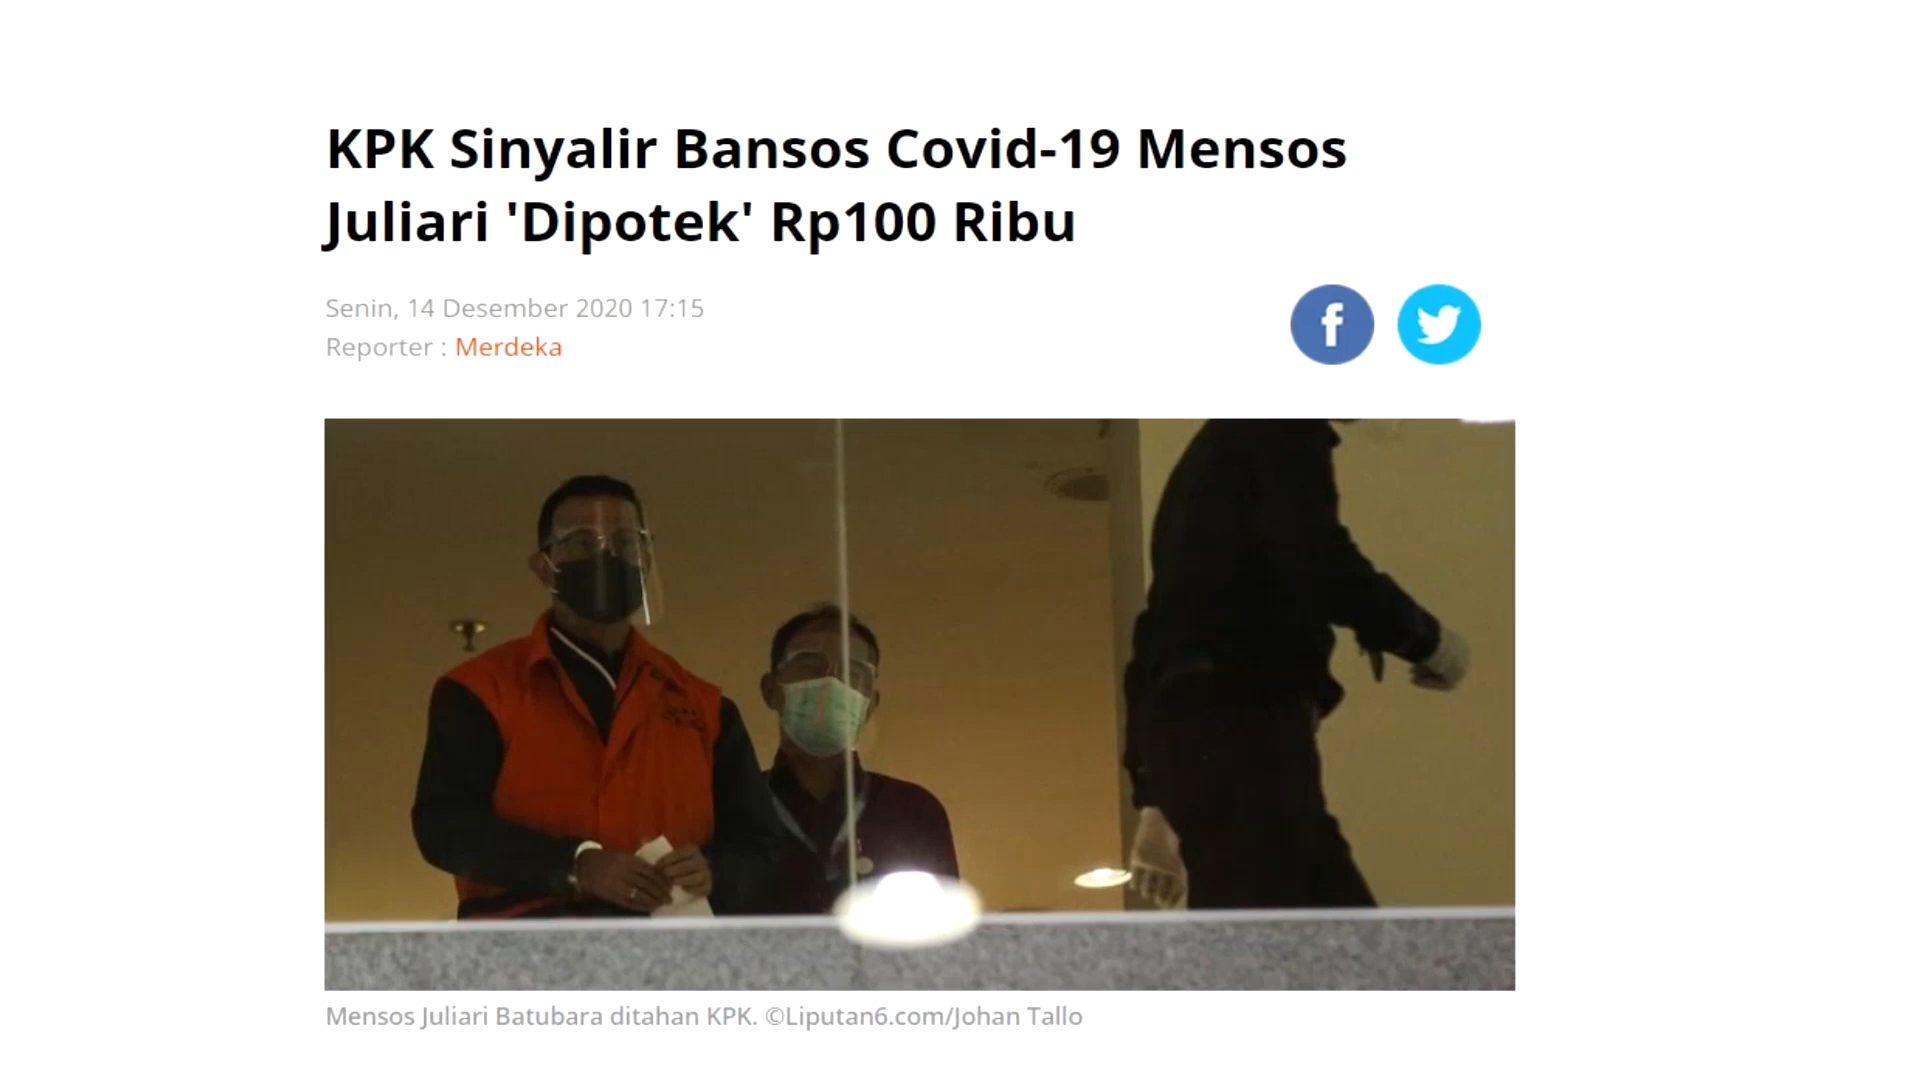 KPK Sinyalir Bansos Covid-19 Mensos
Juliari 'Dipotek' Rp100 Ribu
Senin, 14 Desember 2020 17:15
Reporter : Merdeka
Mensos Juliari Batubara ditahan KPK. ©Liputan6.com/Johan Tallo